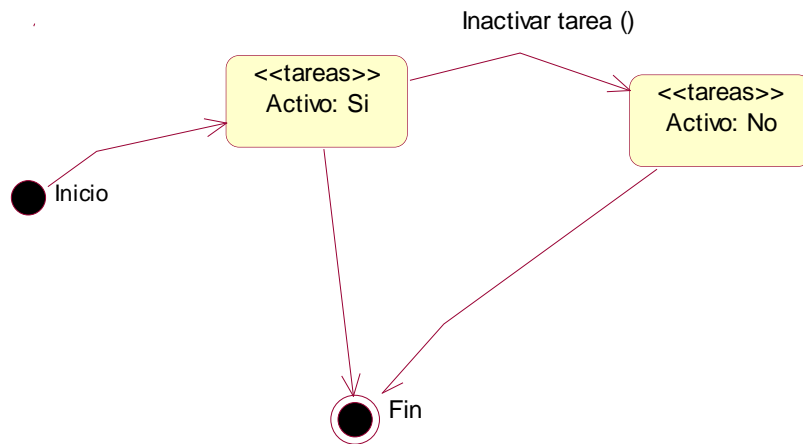 Inactivar tarea ()
<<tareas>>
Activo: Si
<<tareas>>
Activo: No
Inicio
Fin